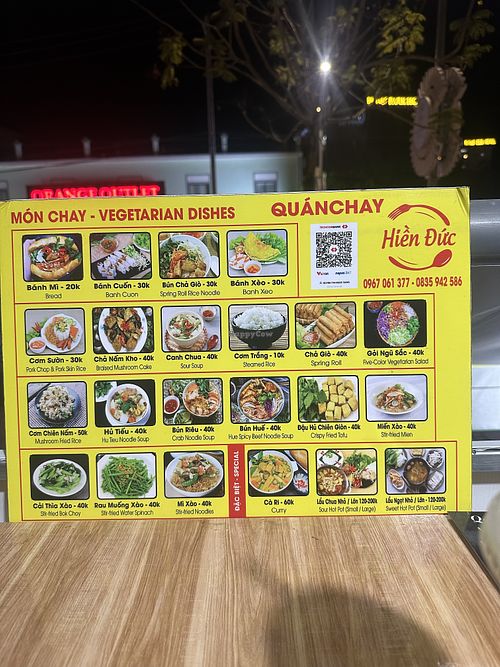 MÓN CHAY - VEGETARIAN DISHES
QUÁN CHAY
Hiền Đức
0967 061 377 - 0835 942 586
TECHCOMBANK
Bánh Mì - 20k
Bread
Bánh Cuốn - 30k
Banh Cuon
Bún Chả Giò - 30k
Spring Roll Rice Noodle
Bánh Xèo - 30k
Banh Xeo
Cơm Sườn - 30k
Pork Chop & Pork Skin Rice
Chả Nấm Kho - 40k
Braised Mushroom Cake
Canh Chua - 40k
Sour Soup
Cơm Trắng - 10k
Steamed Rice
Chả Giò - 40k
Spring Roll
Gỏi Ngũ Sắc - 40k
Five-Color Vegetarian Salad
HappyCow
Cơm Chiên Nấm - 50k
Mushroom Fried Rice
Hủ Tiếu - 40k
Hu Tieu Noodle Soup
Bún Riêu - 40k
Crab Noodle Soup
Bún Huế - 40k
Hue Spicy Beef Noodle Soup
Đậu Hũ Chiên Giòn - 40k
Crispy Fried Tofu
Miến Xào - 40k
Stir-fried Mien
Cải Thìa Xào - 40k
Stir-fried Bok Choy
Rau Muống Xào - 40k
Stir-fried Water Spinach
Mì Xào - 40k
Stir-fried Noodles
ĐẶC BIỆT - SPECIAL
Cà Ri - 60k
Curry
Lẩu Chua Nhỏ / Lớn - 120-200k
Sour Hot Pot (Small / Large)
Lẩu Ngọt Nhỏ / Lớn - 120-200k
Sweet Hot Pot (Small / Large)
ORANGE OUTLET